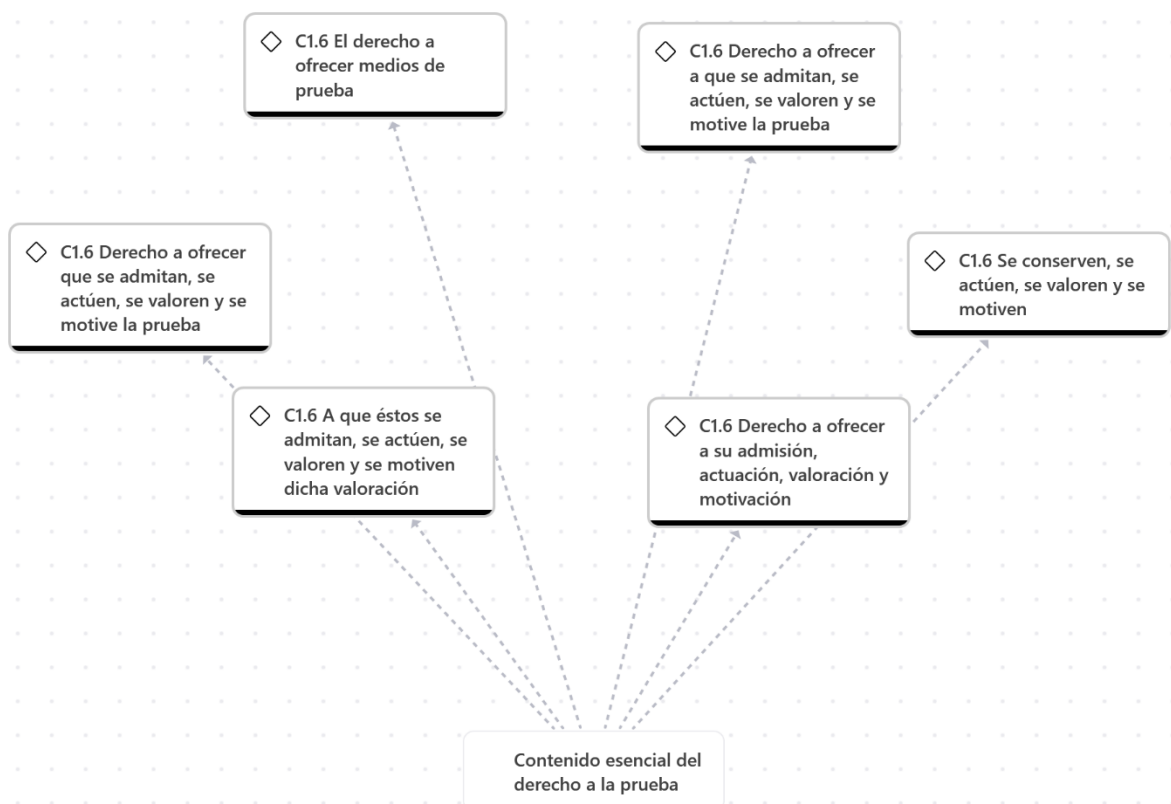 C1.6 El derecho a
ofrecer medios de
prueba
C1.6 Derecho a ofrecer
a que se admitan, se
actúen, se valoren y se
motive la prueba
C1.6 Derecho a ofrecer
que se admitan, se
actúen, se valoren y se
motive la prueba
C1.6 Se conserven, se
actúen, se valoren y se
motiven
C1.6 A que éstos se
admitan, se actúen, se
valoren y se motiven
dicha valoración
C1.6 Derecho a ofrecer
a su admisión,
actuación, valoración y
motivación
Contenido esencial del
derecho a la prueba